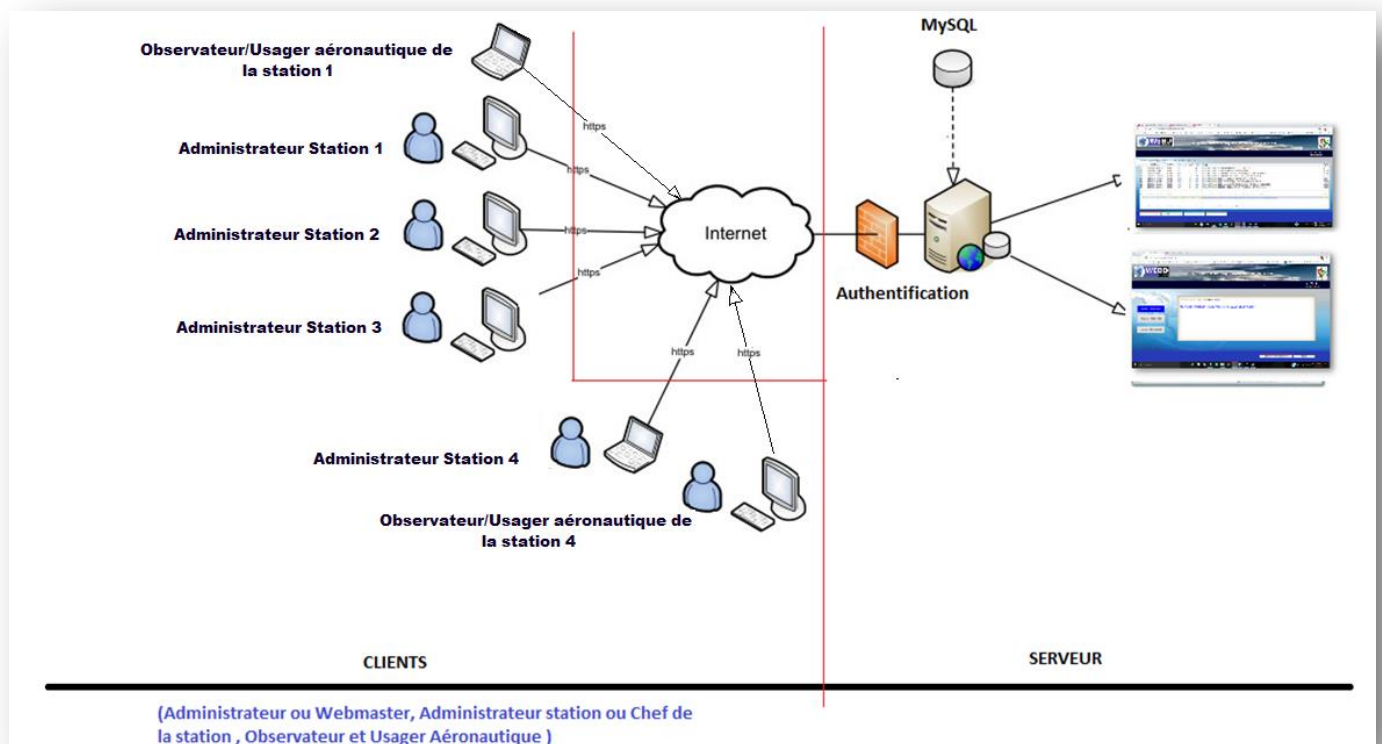 MySQL
Observateur/Usager aéronautique de
la station 1
https
Administrateur Station 1
https
Administrateur Station 2
https
Internet
Administrateur Station 3
https
Authentification
https
https
Administrateur Station 4
Observateur/Usager aéronautique de
la station 4
CLIENTS
SERVEUR
(Administrateur ou Webmaster, Administrateur station ou Chef de
la station , Observateur et Usager Aéronautique )